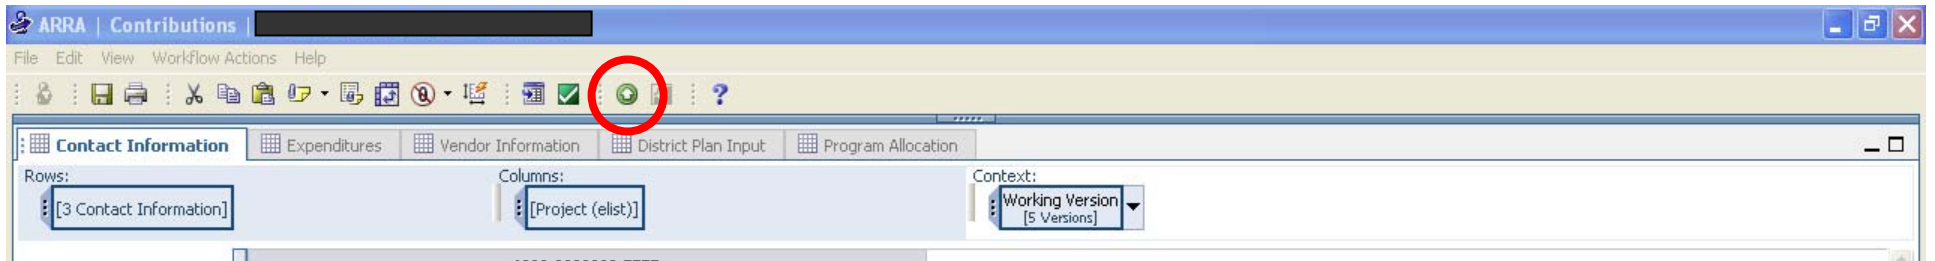 ARRA | Contributions |
File Edit View Workflow Actions Help
?
Contact Information Expenditures Vendor Information District Plan Input Program Allocation
Rows: Columns: Context:
[3 Contact Information] [Project (elist)] Working Version
[5 Versions]